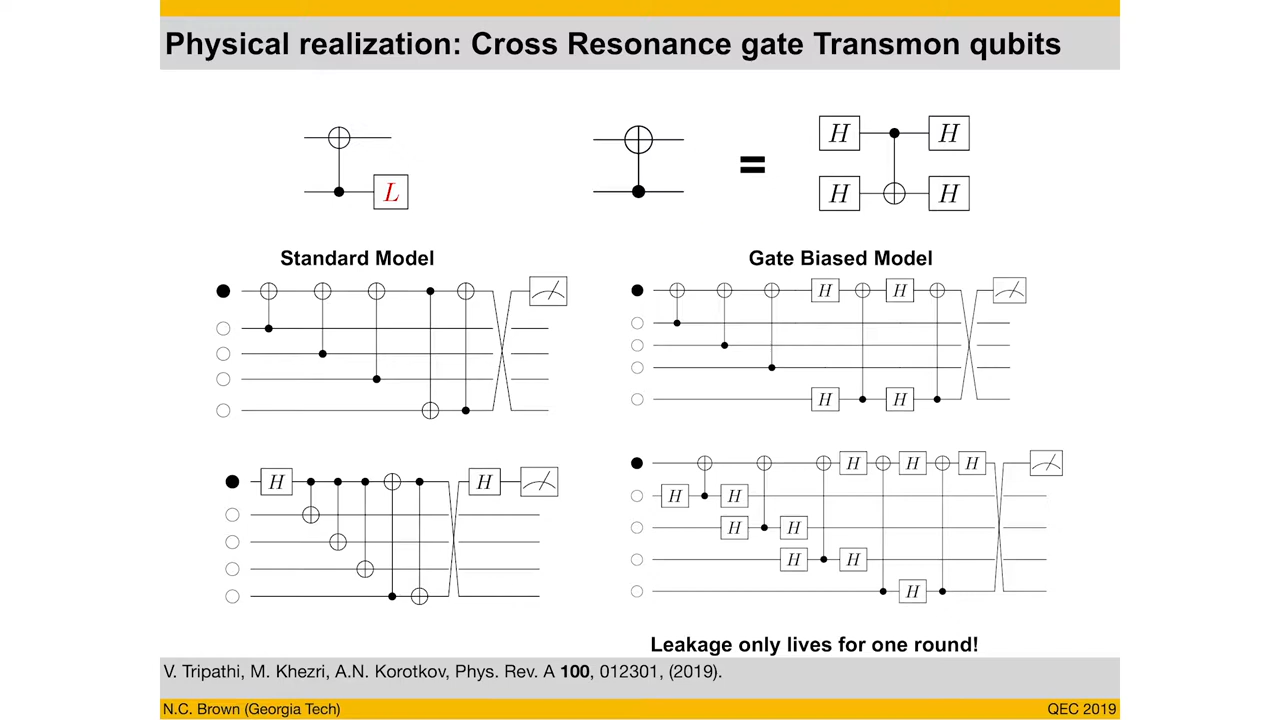 Physical realization: Cross Resonance gate Transmon qubits
L
=
H H
H H
Standard Model
Gate Biased Model
H H
H H
H H
H H H
H H
H H
H H
H
Leakage only lives for one round!
V. Tripathi, M. Khezri, A.N. Korotkov, Phys. Rev. A 100, 012301, (2019).
N.C. Brown (Georgia Tech)
QEC 2019